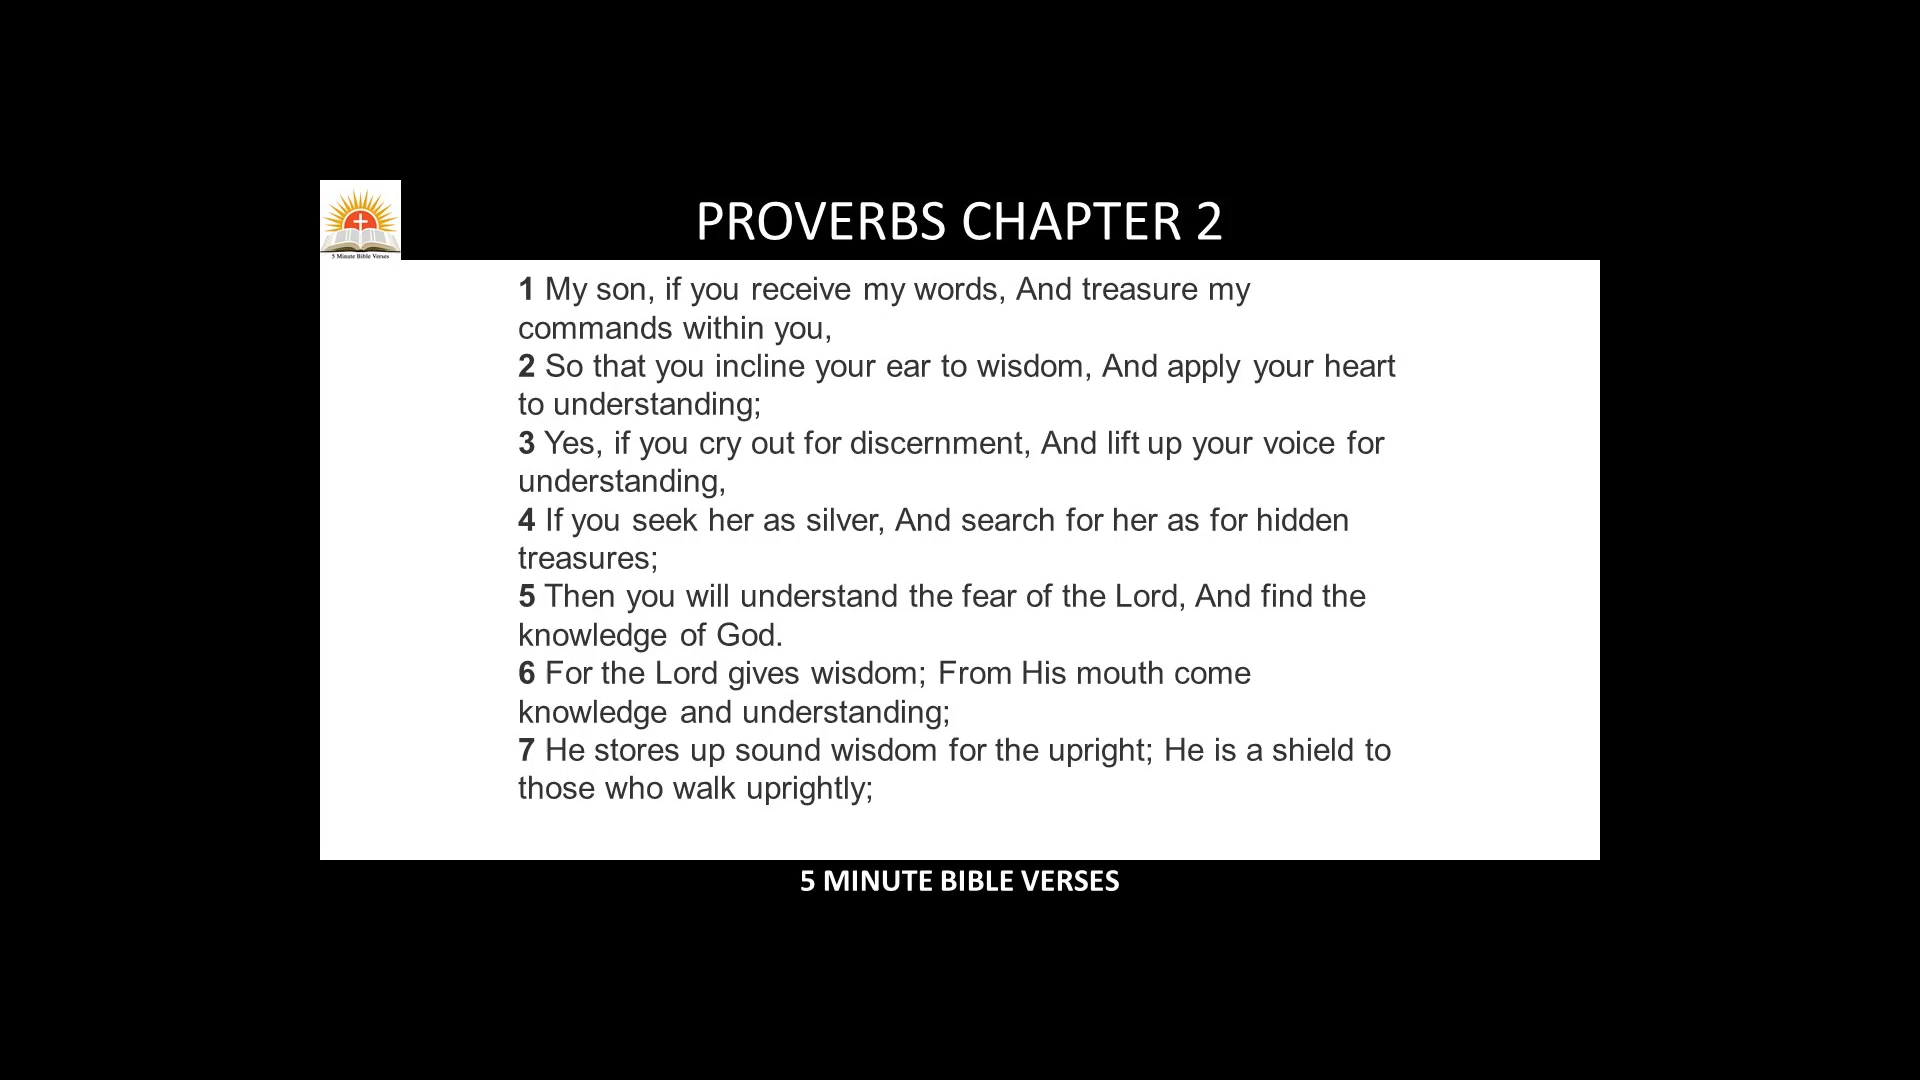 5 Minute Bible Verses
PROVERBS CHAPTER 2
1 My son, if you receive my words, And treasure my
commands within you,
2 So that you incline your ear to wisdom, And apply your heart
to understanding;
3 Yes, if you cry out for discernment, And lift up your voice for
understanding,
4 If you seek her as silver, And search for her as for hidden
treasures;
5 Then you will understand the fear of the Lord, And find the
knowledge of God.
6 For the Lord gives wisdom; From His mouth come
knowledge and understanding;
7 He stores up sound wisdom for the upright; He is a shield to
those who walk uprightly;
5 MINUTE BIBLE VERSES